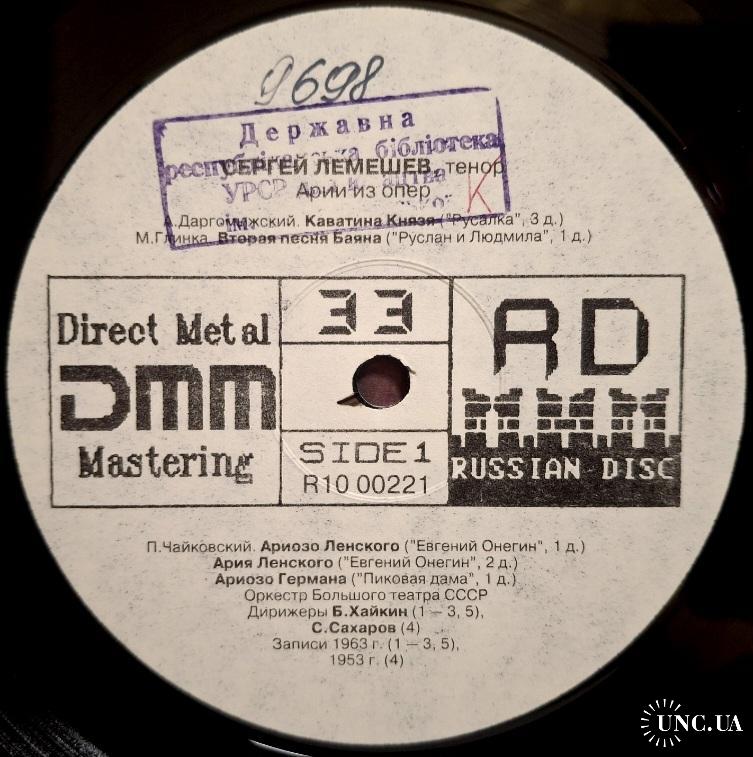 9698
Державна
республіканська бібліотека
УРСР
ім.
К
СЕРГЕЙ ЛЕМЕШЕВ, тенор
Арии из опер
А.Даргомыжский. Каватина Князя ("Русалка", 3 д.)
М.Глинка. Вторая песня Баяна ("Руслан и Людмила", 1 д.)
Direct Metal
DMM
Mastering
33
SIDE 1
R10 00221
RD
RUSSIAN DISC
П.Чайковский. Ариозо Ленского ("Евгений Онегин", 1 д.)
Ария Ленского ("Евгений Онегин", 2 д.)
Ариозо Германа ("Пиковая дама", 1 д.)
Оркестр Большого театра СССР
Дирижеры Б.Хайкин (1 — 3, 5),
С.Сахаров (4)
Записи 1963 г. (1 — 3, 5),
1953 г. (4)
UNC.UA